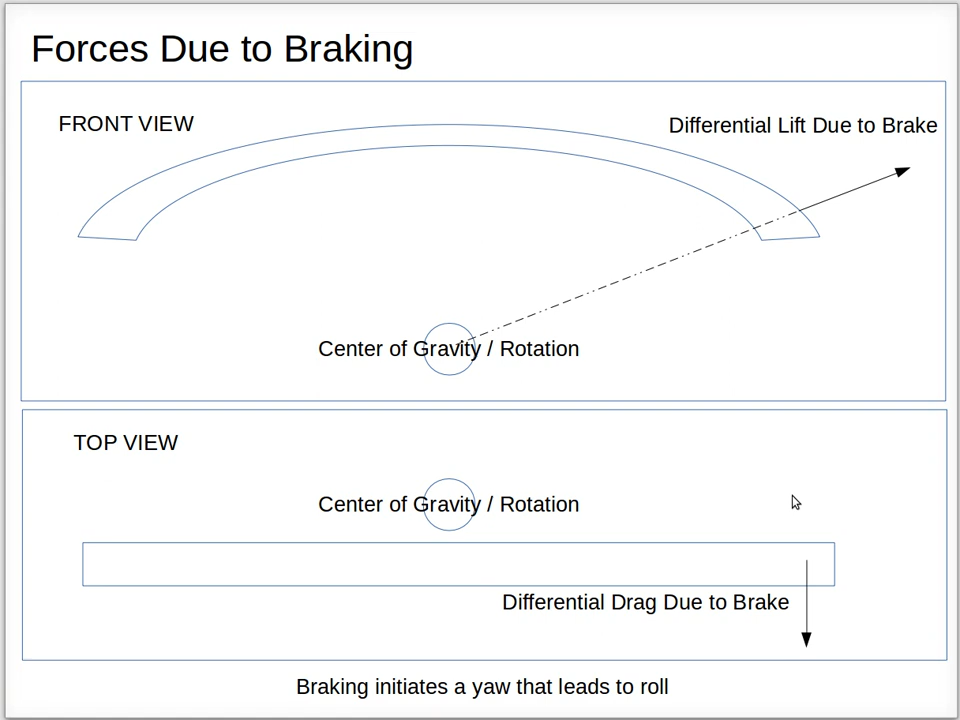 Forces Due to Braking
FRONT VIEW
Differential Lift Due to Brake
Center of Gravity / Rotation
TOP VIEW
Center of Gravity / Rotation
Differential Drag Due to Brake
Braking initiates a yaw that leads to roll